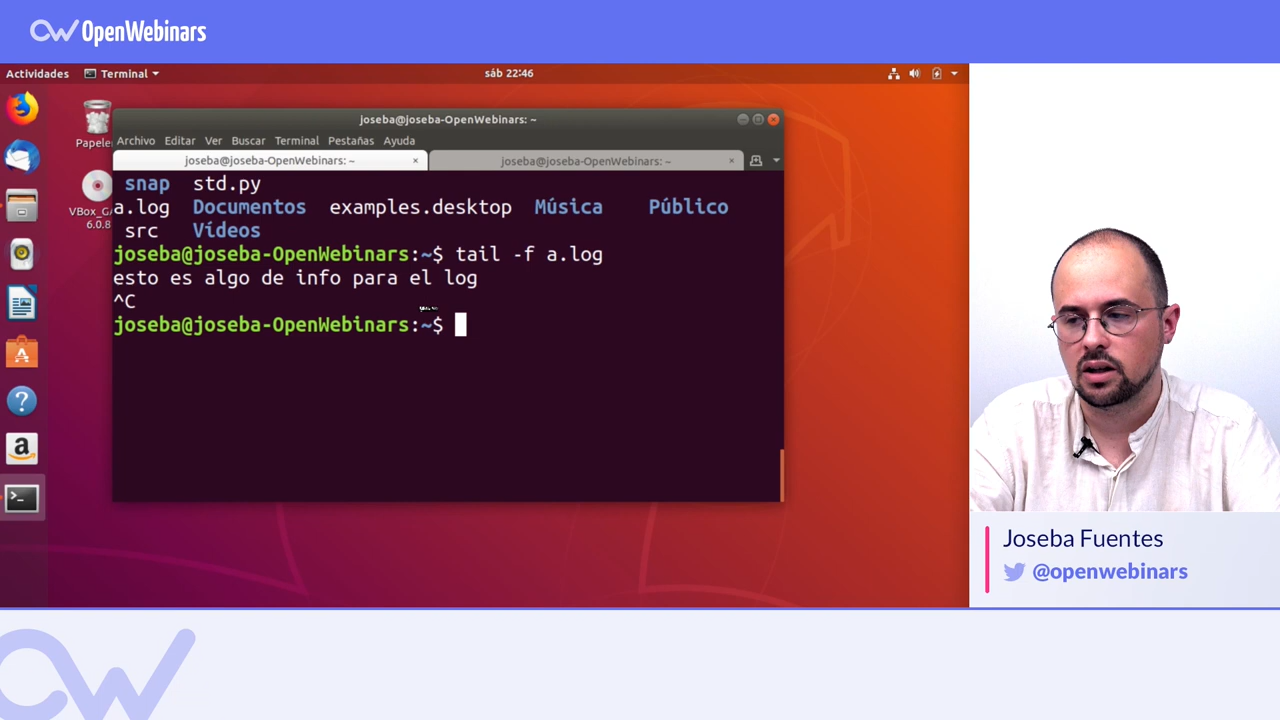 OpenWebinars
Actividades Terminal sáb 22:46
joseba@joseba-OpenWebinars: ~
Archivo Editar Ver Buscar Terminal Pestañas Ayuda
joseba@joseba-OpenWebinars: ~ × joseba@joseba-OpenWebinars: ~ ×
Papele
VBox_GA
6.0.8
snap std.py
a.log Documentos examples.desktop Música Público
src Vídeos
joseba@joseba-OpenWebinars:~$ tail -f a.log
esto es algo de info para el log
^C
joseba@joseba-OpenWebinars:~$
Joseba Fuentes
@openwebinars